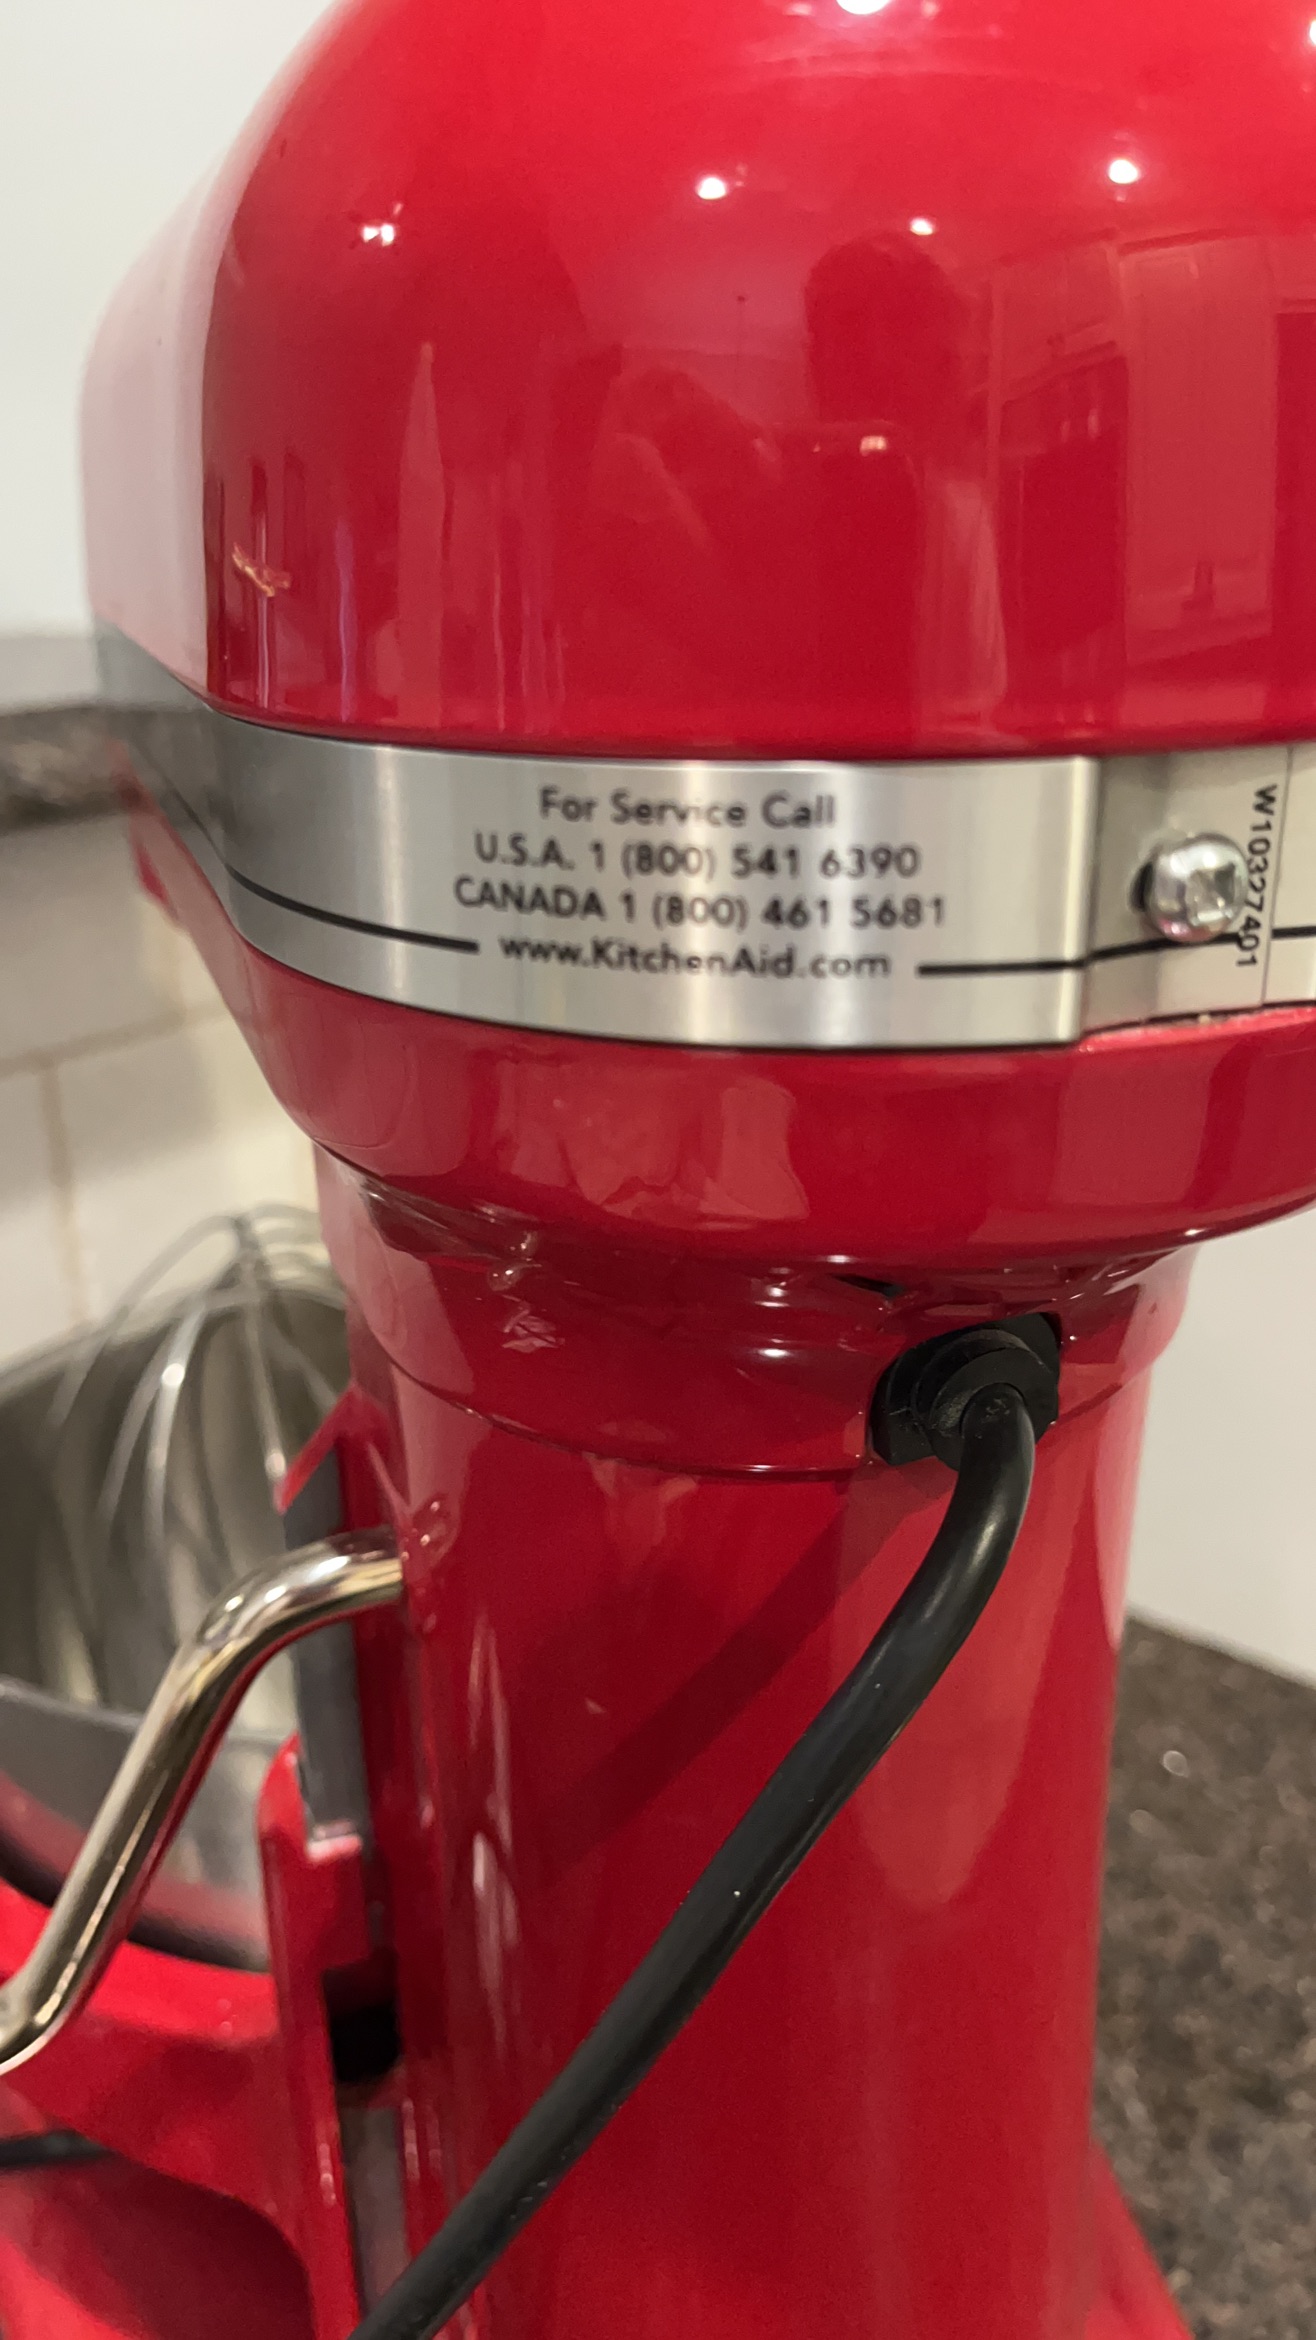 For Service Call
U.S.A. 1 (800) 541 6390
CANADA 1 (800) 461 5681
www.KitchenAid.com
W10327401